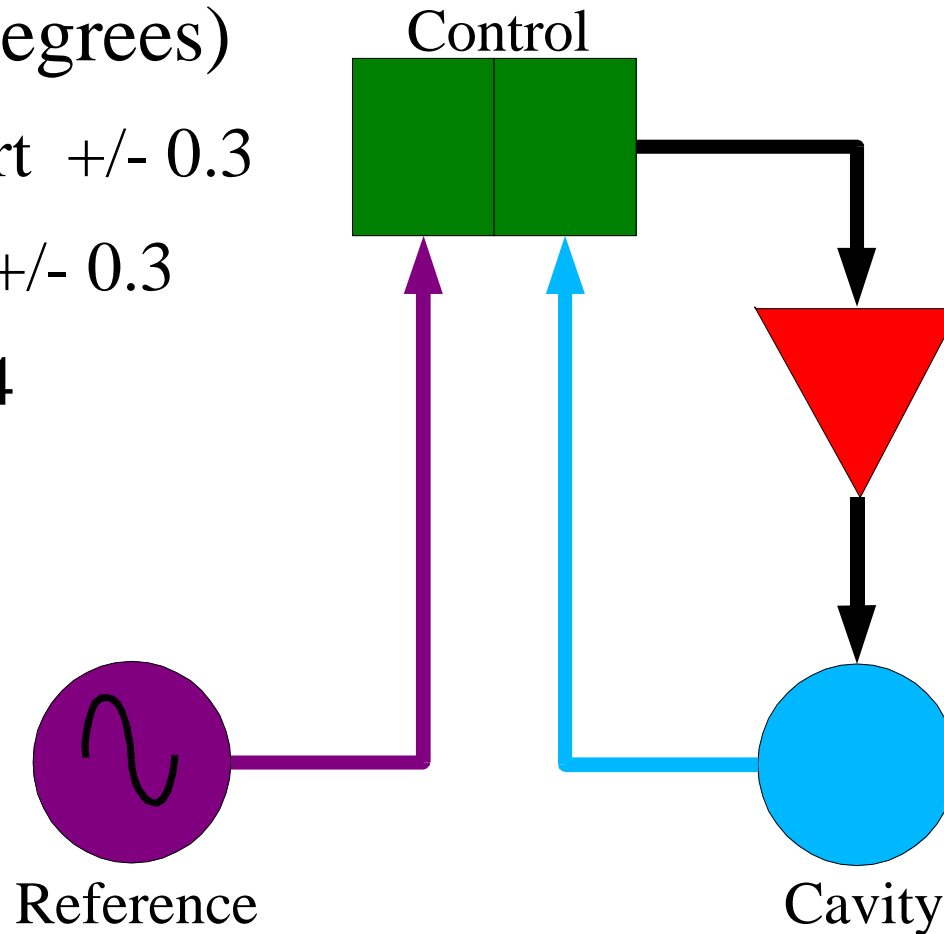 Control
egrees)
rt +/- 0.3
+/- 0.3
4
Reference
Cavity